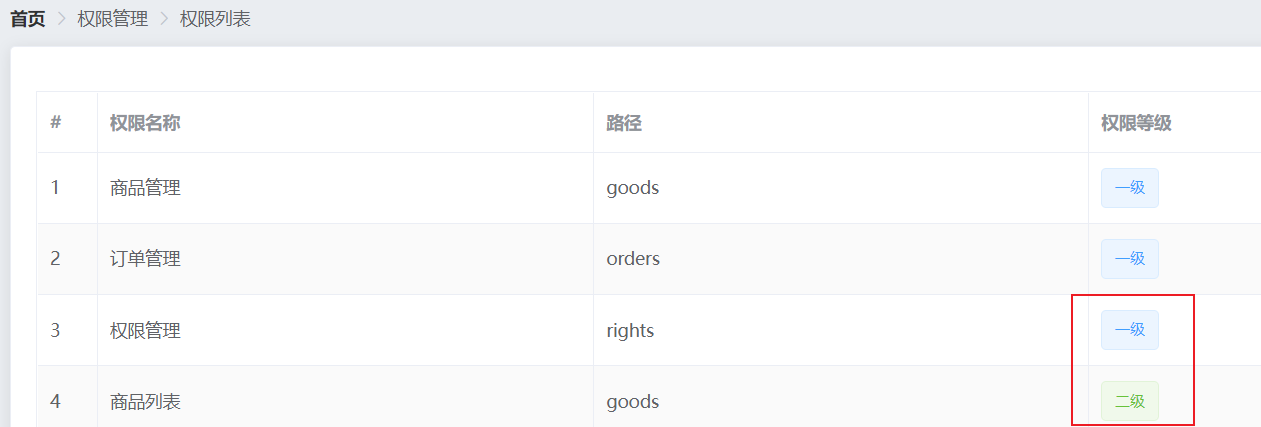 首页 > 权限管理 > 权限列表
# 权限名称 路径 权限等级
1 商品管理 goods 一级
2 订单管理 orders 一级
3 权限管理 rights 一级
4 商品列表 goods 二级